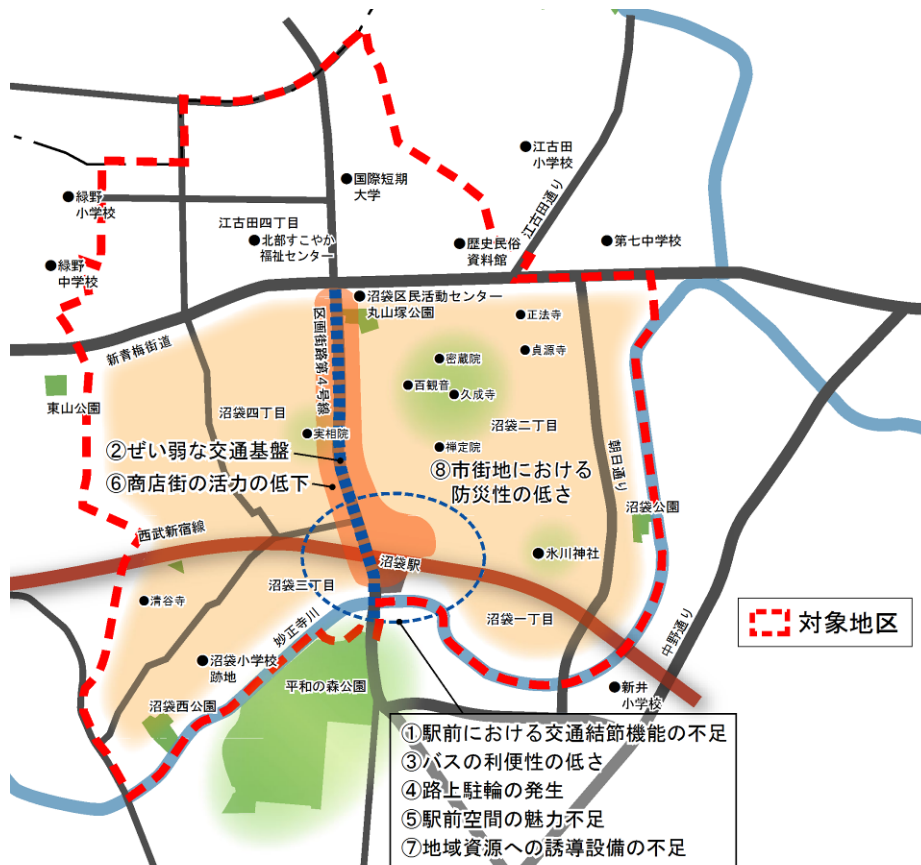 ●江古田
小学校
●国際短期
大学
●緑野
小学校
江古田四丁目
江古田通り
●北部すこやか
福祉センター
●歴史民俗
資料館
●第七中学校
●緑野
中学校
●沼袋区民活動センター
丸山塚公園
区画街路第4号線
●正法寺
新青梅街道
●密蔵院
●貞源寺
●百観音
●久成寺
東山公園
沼袋四丁目
沼袋二丁目
●実相院
●禅定院
朝日通り
②ぜい弱な交通基盤
⑥商店街の活力の低下
⑧市街地における
防災性の低さ
沼袋公園
西武新宿線
沼袋駅
●氷川神社
沼袋三丁目
●清谷寺
妙正寺川
沼袋一丁目
中野通り
対象地区
●沼袋小学校
跡地
平和の森公園
●新井
小学校
沼袋西公園
①駅前における交通結節機能の不足
③バスの利便性の低さ
④路上駐輪の発生
⑤駅前空間の魅力不足
⑦地域資源への誘導設備の不足